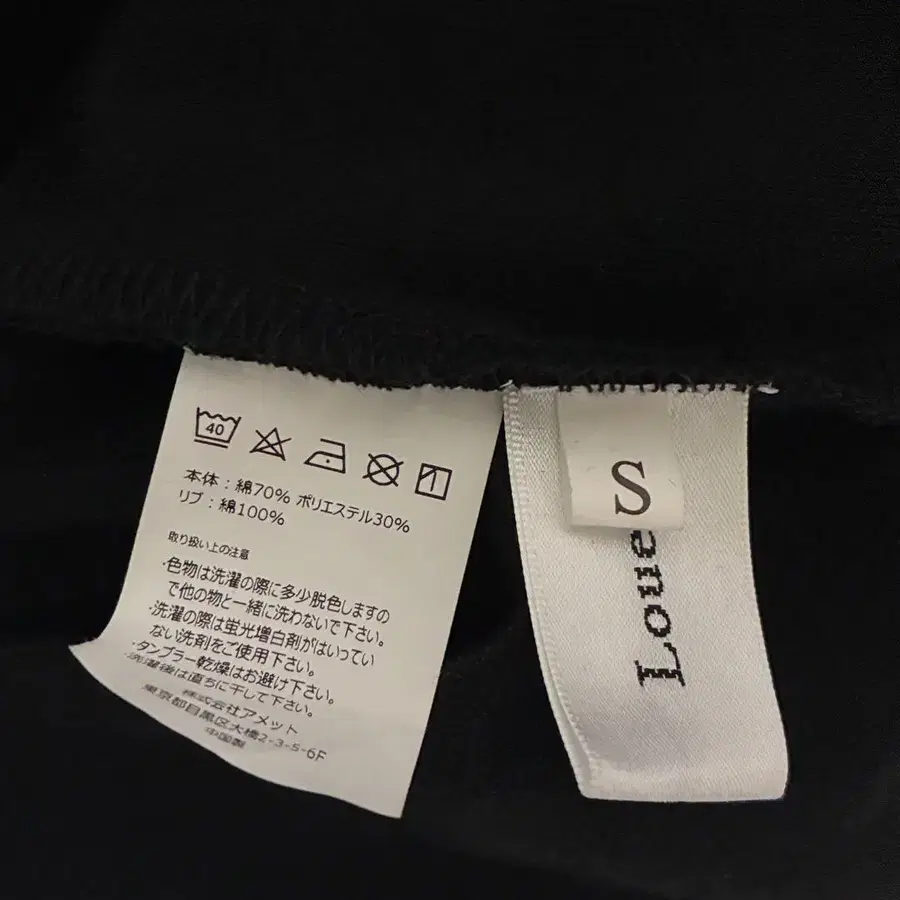 40
本体：綿70% ポリエステル30%
リブ：綿100%
取り扱い上の注意
・色物は洗濯の際に多少脱色しますの
で他の物と一緒に洗わないで下さい。
・洗濯の際は蛍光増白剤がはいってい
ない洗剤をご使用下さい。
・タンブラー乾燥はお避け下さい。
・洗濯後は直ちに干して下さい。
株式会社アメット
東京都目黒区大橋2-3-5-6F
中国製
S
Loue